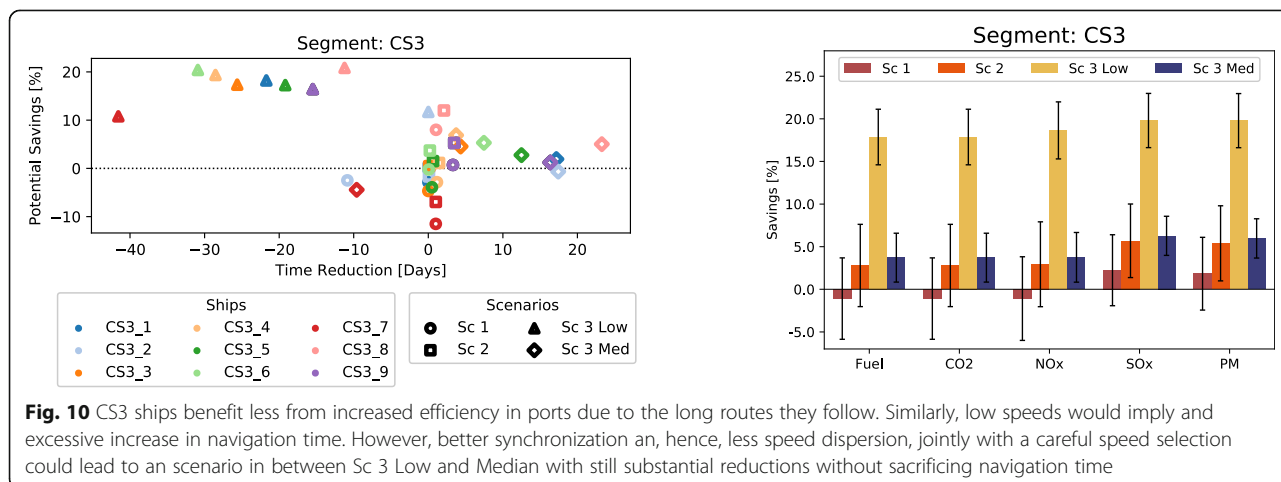 Segment: CS3
Potential Savings [%]
20
10
0
−10
−40
−30
−20
−10
0
10
20
Time Reduction [Days]
Ships
CS3_1
CS3_4
CS3_7
CS3_2
CS3_5
CS3_8
CS3_3
CS3_6
CS3_9
Scenarios
Sc 1
Sc 3 Low
Sc 2
Sc 3 Med
Segment: CS3
Savings [%]
Sc 1
Sc 2
Sc 3 Low
Sc 3 Med
25.0
20.0
15.0
10.0
5.0
0.0
-5.0
Fuel
CO2
NOx
SOx
PM
Fig. 10 CS3 ships benefit less from increased efficiency in ports due to the long routes they follow. Similarly, low speeds would imply and
excessive increase in navigation time. However, better synchronization an, hence, less speed dispersion, jointly with a careful speed selection
could lead to an scenario in between Sc 3 Low and Median with still substantial reductions without sacrificing navigation time